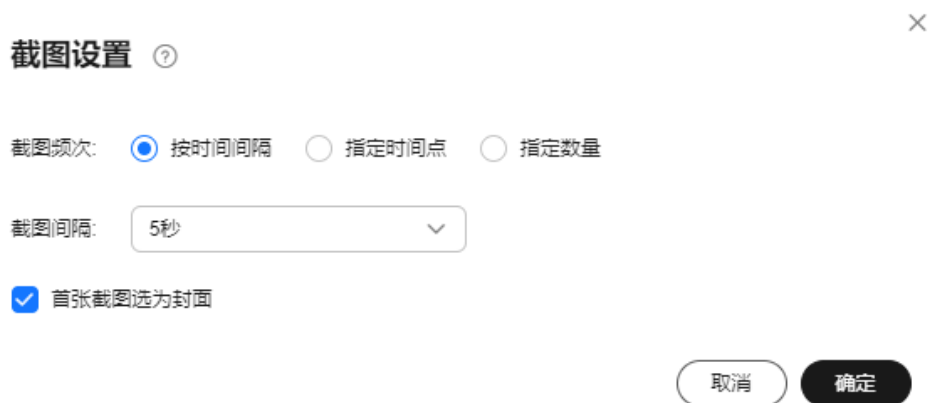 截图设置 ?
截图频次: 按时间间隔 指定时间点 指定数量
截图间隔: 5秒
首张截图选为封面
取消 确定